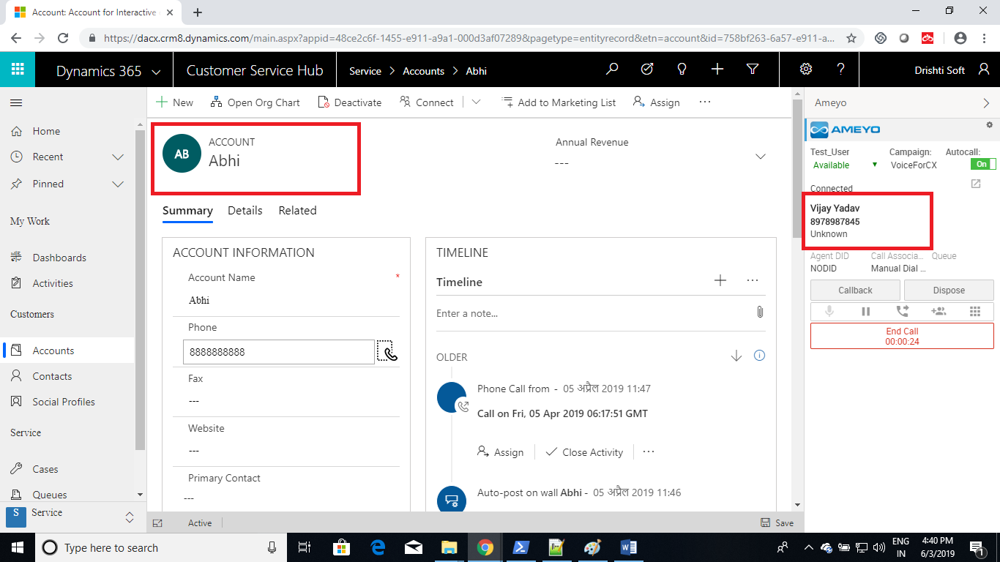 Account: Account for Interactive
https://dacx.crm8.dynamics.com/main.aspx?appid=48ce2c6f-1455-e911-a9a1-000d3af07289&pagetype=entityrecord&etn=account&id=758bf263-6a57-e911-a...
Dynamics 365
Customer Service Hub
Service > Accounts > Abhi
Drishti Soft
New
Open Org Chart
Deactivate
Connect
Add to Marketing List
Assign
Home
Recent
Pinned
My Work
Dashboards
Activities
Customers
Accounts
Contacts
Social Profiles
Service
Cases
Queues
S
Service
AB
ACCOUNT
Abhi
Annual Revenue
---
Summary
Details
Related
ACCOUNT INFORMATION
Account Name *
Abhi
Phone
8888888888
Fax
---
Website
---
Primary Contact
---
TIMELINE
Timeline
Enter a note...
OLDER
Phone Call from - 05 अप्रैल 2019 11:47
Call on Fri, 05 Apr 2019 06:17:51 GMT
Assign
Close Activity
Auto-post on wall Abhi - 05 अप्रैल 2019 11:46
Active
Save
Ameyo
AMEYO
Test_User Campaign: Autocall:
Available VoiceForCX On
Connected
Vijay Yadav
8978987845
Unknown
Agent DID Call Associa... Queue
NODID Manual Dial ...
Callback
Dispose
End Call
00:00:24
Type here to search
ENG
IN
4:40 PM
6/3/2019
1